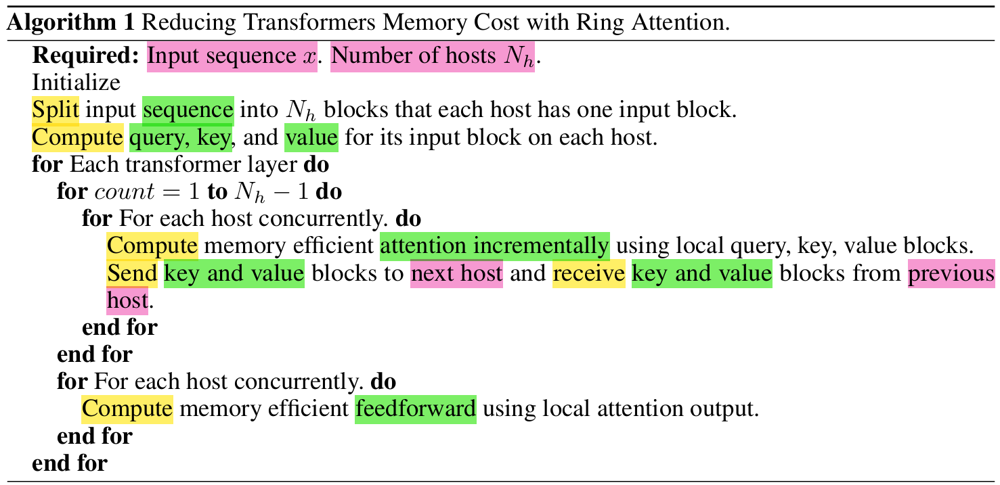 Algorithm 1 Reducing Transformers Memory Cost with Ring Attention.
Required: Input sequence x. Number of hosts N_h.
Initialize
Split input sequence into N_h blocks that each host has one input block.
Compute query, key, and value for its input block on each host.
for Each transformer layer do
for count = 1 to N_h − 1 do
for For each host concurrently. do
Compute memory efficient attention incrementally using local query, key, value blocks.
Send key and value blocks to next host and receive key and value blocks from previous
host.
end for
end for
for For each host concurrently. do
Compute memory efficient feedforward using local attention output.
end for
end for